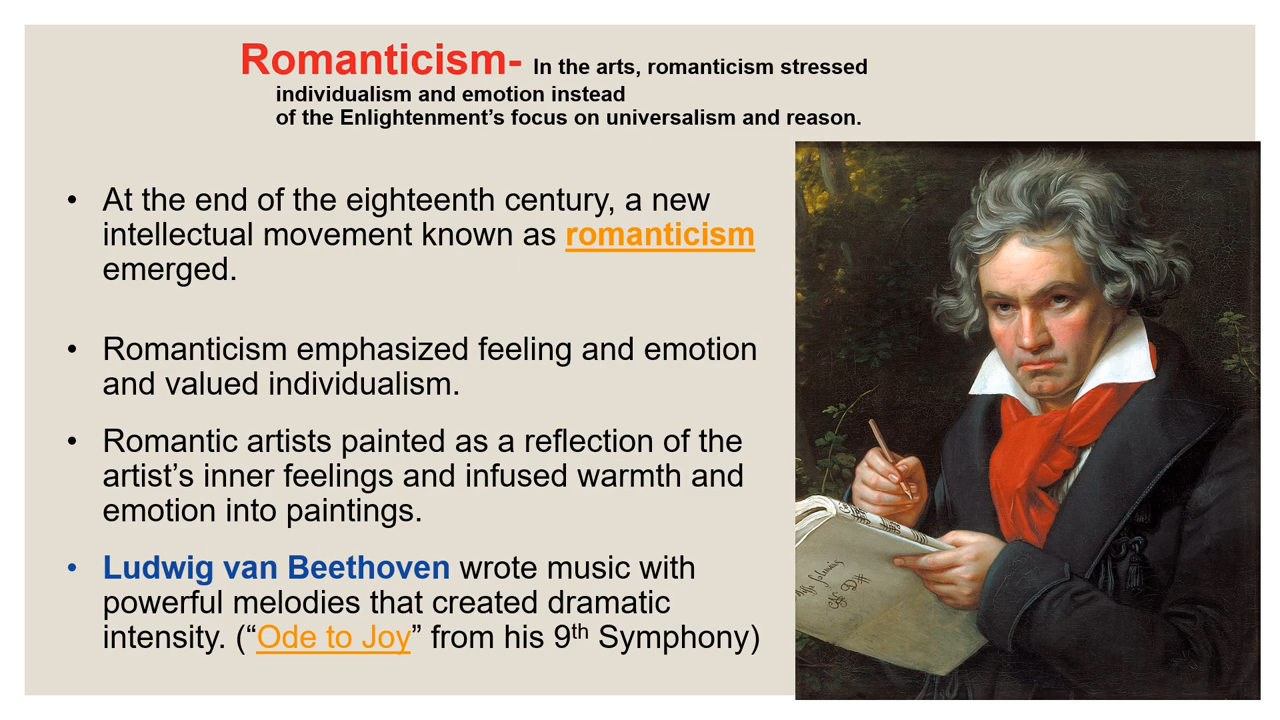 Romanticism- In the arts, romanticism stressed
individualism and emotion instead
of the Enlightenment’s focus on universalism and reason.
• At the end of the eighteenth century, a new
intellectual movement known as romanticism
emerged.
• Romanticism emphasized feeling and emotion
and valued individualism.
• Romantic artists painted as a reflection of the
artist’s inner feelings and infused warmth and
emotion into paintings.
• Ludwig van Beethoven wrote music with
powerful melodies that created dramatic
intensity. (“Ode to Joy” from his 9th Symphony)